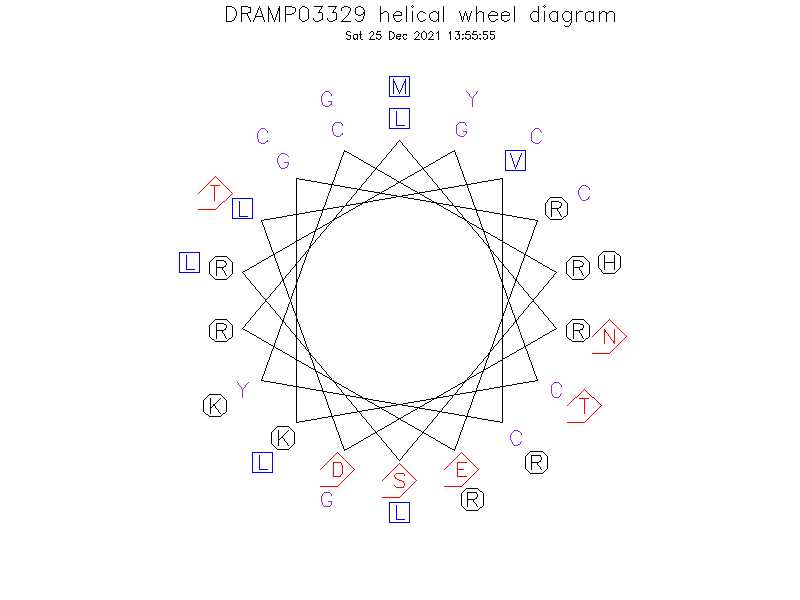 DRAMP03329 helical wheel diagram
Sat 25 Dec 2021 13:55:55
M
G Y
L
C G
C C
G V
T C
L R
L H
R R
R R N
Y C
K T
K C
L R
D S E
G R
L